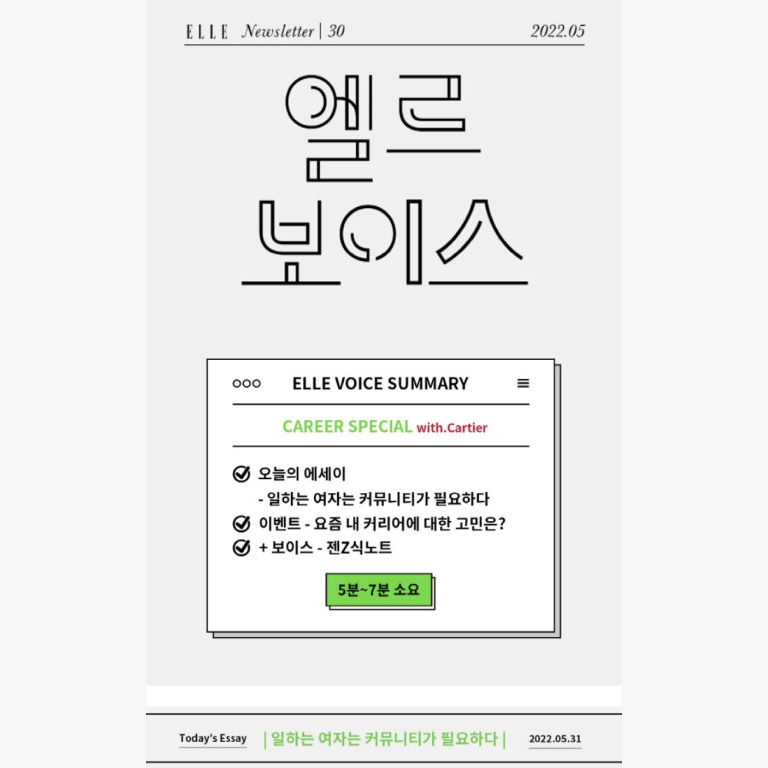 ELLE Newsletter | 30 2022.05
엘르
보이스
ELLE VOICE SUMMARY
CAREER SPECIAL with.Cartier
오늘의 에세이
- 일하는 여자는 커뮤니티가 필요하다
이벤트 - 요즘 내 커리어에 대한 고민은?
+ 보이스 - 젠Z식노트
5분~7분 소요
Today's Essay | 일하는 여자는 커뮤니티가 필요하다 | 2022.05.31